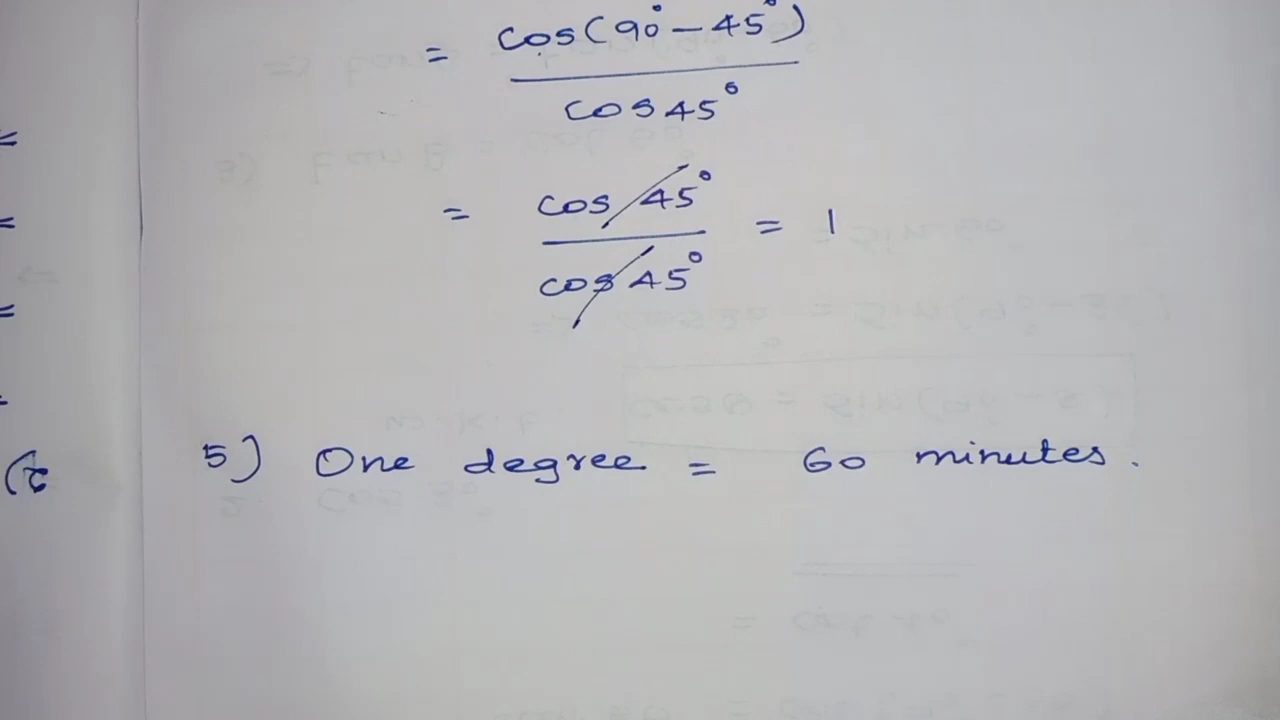 = cos(90° - 45°) / cos 45°
= cos 45° / cos 45° = 1
5) One degree = 60 minutes.